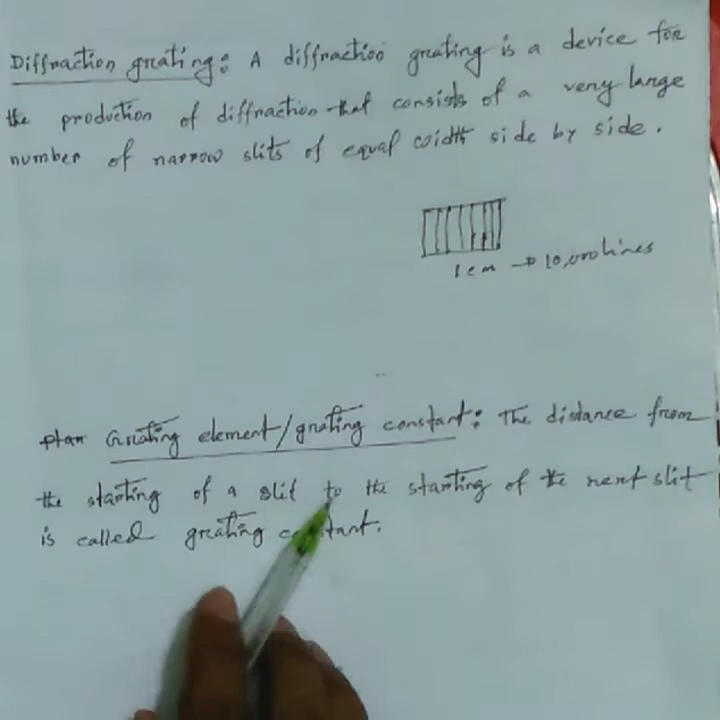 Diffraction grating: A diffraction grating is a device for
the production of diffraction that consists of a very large
number of narrow slits of equal width side by side.
1 cm → 10,000 lines
Grating element/grating constant: The distance from
the starting of a slit to the starting of the next slit
is called grating constant.